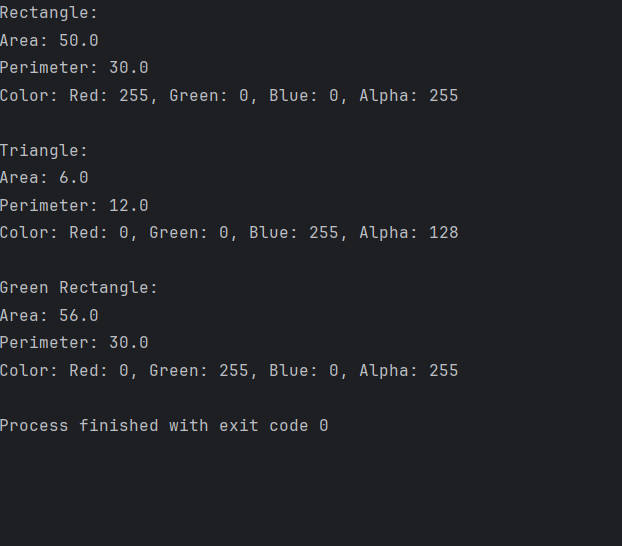 Rectangle:
Area: 50.0
Perimeter: 30.0
Color: Red: 255, Green: 0, Blue: 0, Alpha: 255
Triangle:
Area: 6.0
Perimeter: 12.0
Color: Red: 0, Green: 0, Blue: 255, Alpha: 128
Green Rectangle:
Area: 56.0
Perimeter: 30.0
Color: Red: 0, Green: 255, Blue: 0, Alpha: 255
Process finished with exit code 0